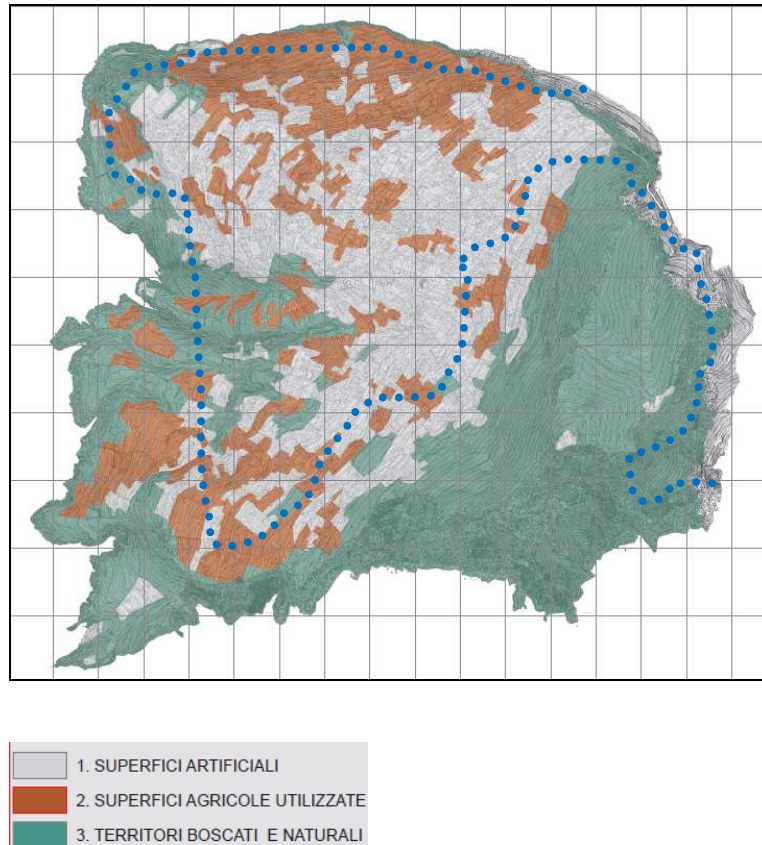 1. SUPERFICI ARTIFICIALI
2. SUPERFICI AGRICOLE UTILIZZATE
3. TERRITORI BOSCATI E NATURALI